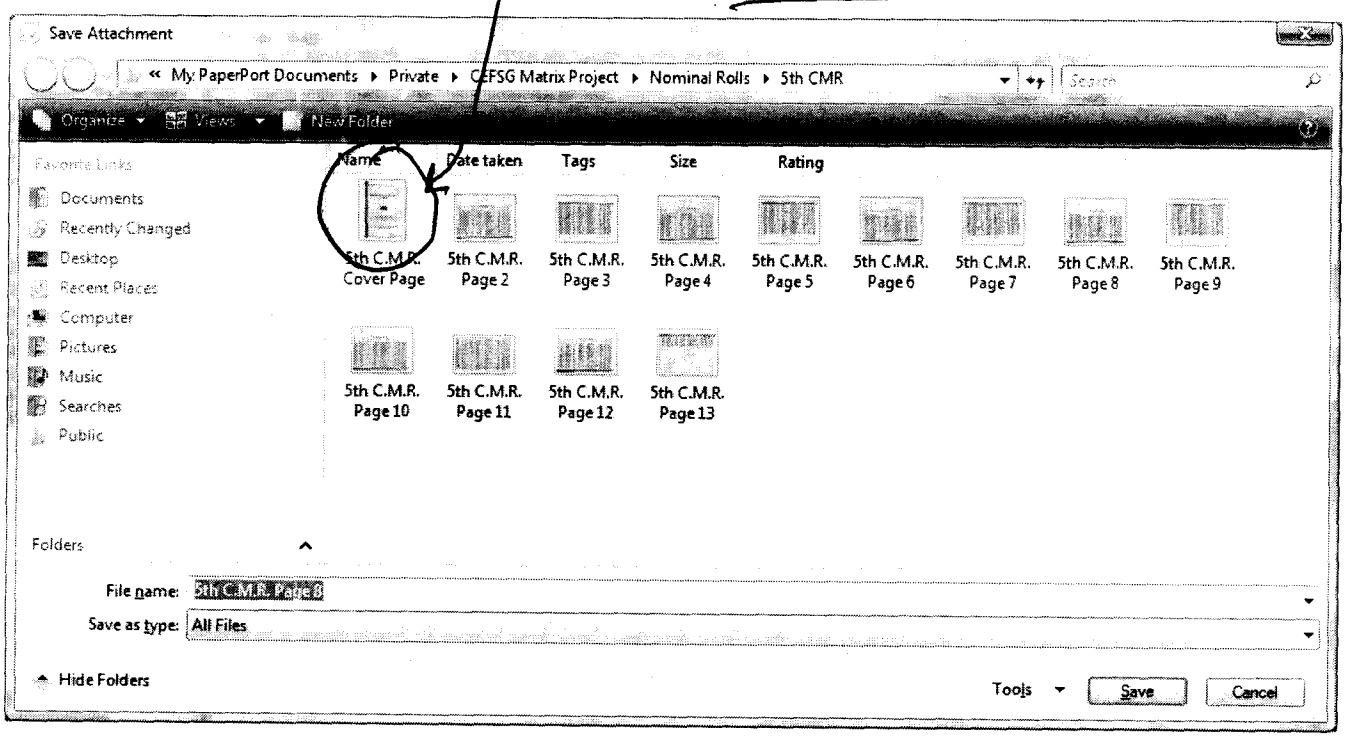 Save Attachment
« My PaperPort Documents ▸ Private ▸ CEFSG Matrix Project ▸ Nominal Rolls ▸ 5th CMR
Search
Organize Views New Folder
Favorite Links
Name Date taken Tags Size Rating
Documents
Recently Changed
Desktop
Recent Places
Computer
Pictures
Music
Searches
Public
5th C.M.R. 5th C.M.R. 5th C.M.R. 5th C.M.R. 5th C.M.R. 5th C.M.R. 5th C.M.R. 5th C.M.R. 5th C.M.R.
Cover Page Page 2 Page 3 Page 4 Page 5 Page 6 Page 7 Page 8 Page 9
5th C.M.R. 5th C.M.R. 5th C.M.R. 5th C.M.R.
Page 10 Page 11 Page 12 Page 13
Folders
File name: 5th C.M.R. Page 8
Save as type: All Files
Hide Folders
Tools Save Cancel